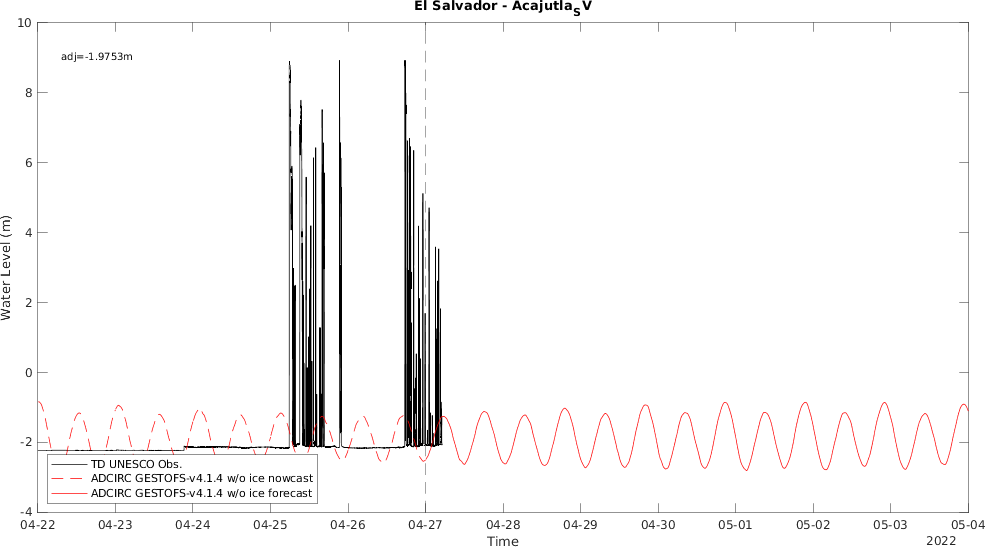 El Salvador - AcajutlaSV
10
adj=-1.9753m
8
6
4
2
0
-2
-4
Water Level (m)
TD UNESCO Obs.
ADCIRC GESTOFS-v4.1.4 w/o ice nowcast
ADCIRC GESTOFS-v4.1.4 w/o ice forecast
04-22 04-23 04-24 04-25 04-26 04-27 04-28 04-29 04-30 05-01 05-02 05-03 05-04
Time
2022